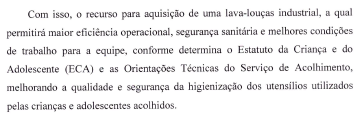 Com isso, o recurso para aquisição de uma lava-louças industrial, a qual
permitirá maior eficiência operacional, segurança sanitária e melhores condições
de trabalho para a equipe, conforme determina o Estatuto da Criança e do
Adolescente (ECA) e as Orientações Técnicas do Serviço de Acolhimento,
melhorando a qualidade e segurança da higienização dos utensílios utilizados
pelas crianças e adolescentes acolhidos.